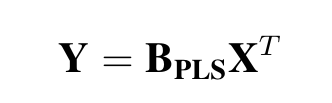 Y = B_PLS X^T